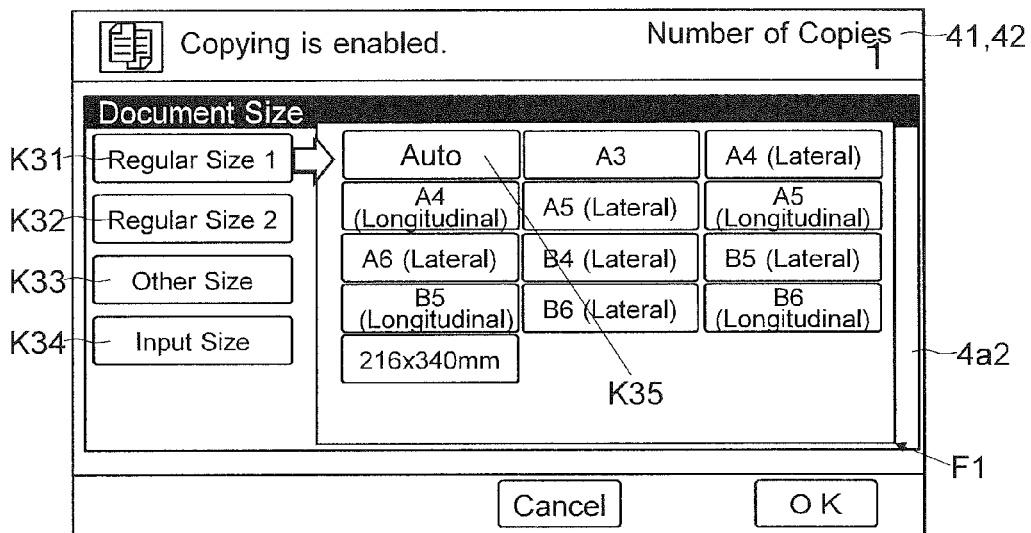 Copying is enabled.
Number of Copies
1
41,42
Document Size
K31
Regular Size 1
Auto
A3
A4 (Lateral)
K32
Regular Size 2
A4
(Longitudinal)
A5 (Lateral)
A5
(Longitudinal)
K33
Other Size
A6 (Lateral)
B4 (Lateral)
B5 (Lateral)
K34
Input Size
B5
(Longitudinal)
B6 (Lateral)
B6
(Longitudinal)
216x340mm
4a2
K35
F1
Cancel
OK